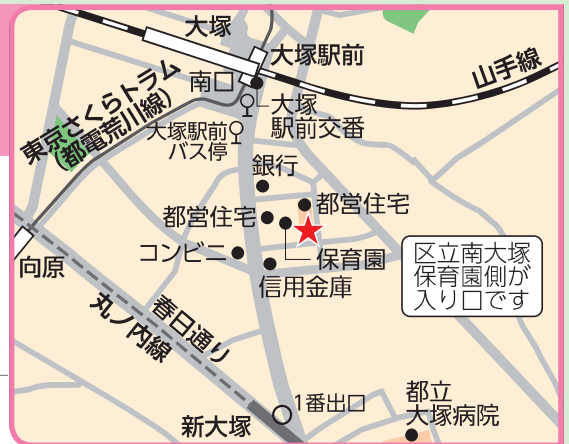 大塚
大塚駅前
山手線
南口
大塚
駅前交番
東京さくらトラム
(都電荒川線)
大塚駅前
バス停
銀行
都営住宅
都営住宅
コンビニ
保育園
信用金庫
区立南大塚
保育園側が
入り口です
向原
丸ノ内線
春日通り
都立
大塚病院
1番出口
新大塚